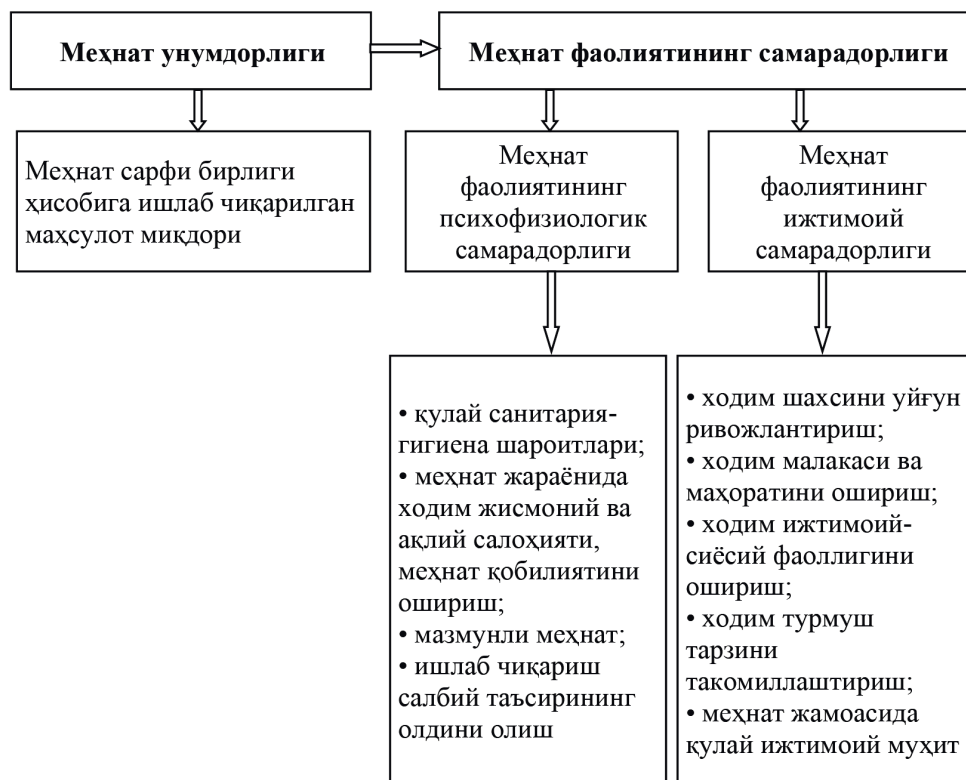 Меҳнат унумдорлиги
Меҳнат фаолиятининг самарадорлиги
Меҳнат сарфи бирлиги
ҳисобига ишлаб чиқарилган
маҳсулот миқдори
Меҳнат
фаолиятининг
психофизиологик
самарадорлиги
Меҳнат
фаолиятининг
ижтимоий
самарадорлиги
• қулай санитария-
гигиена шароитлари;
• меҳнат жараёнида
ходим жисмоний ва
ақлий салоҳияти,
меҳнат қобилиятини
ошириш;
• мазмунли меҳнат;
• ишлаб чиқариш
салбий таъсирининг
олдини олиш
• ходим шахсини уйғун
ривожлантириш;
• ходим малакаси ва
маҳоратини ошириш;
• ходим ижтимоий-
сиёсий фаоллигини
ошириш;
• ходим турмуш
тарзини
такомиллаштириш;
• меҳнат жамоасида
қулай ижтимоий муҳит